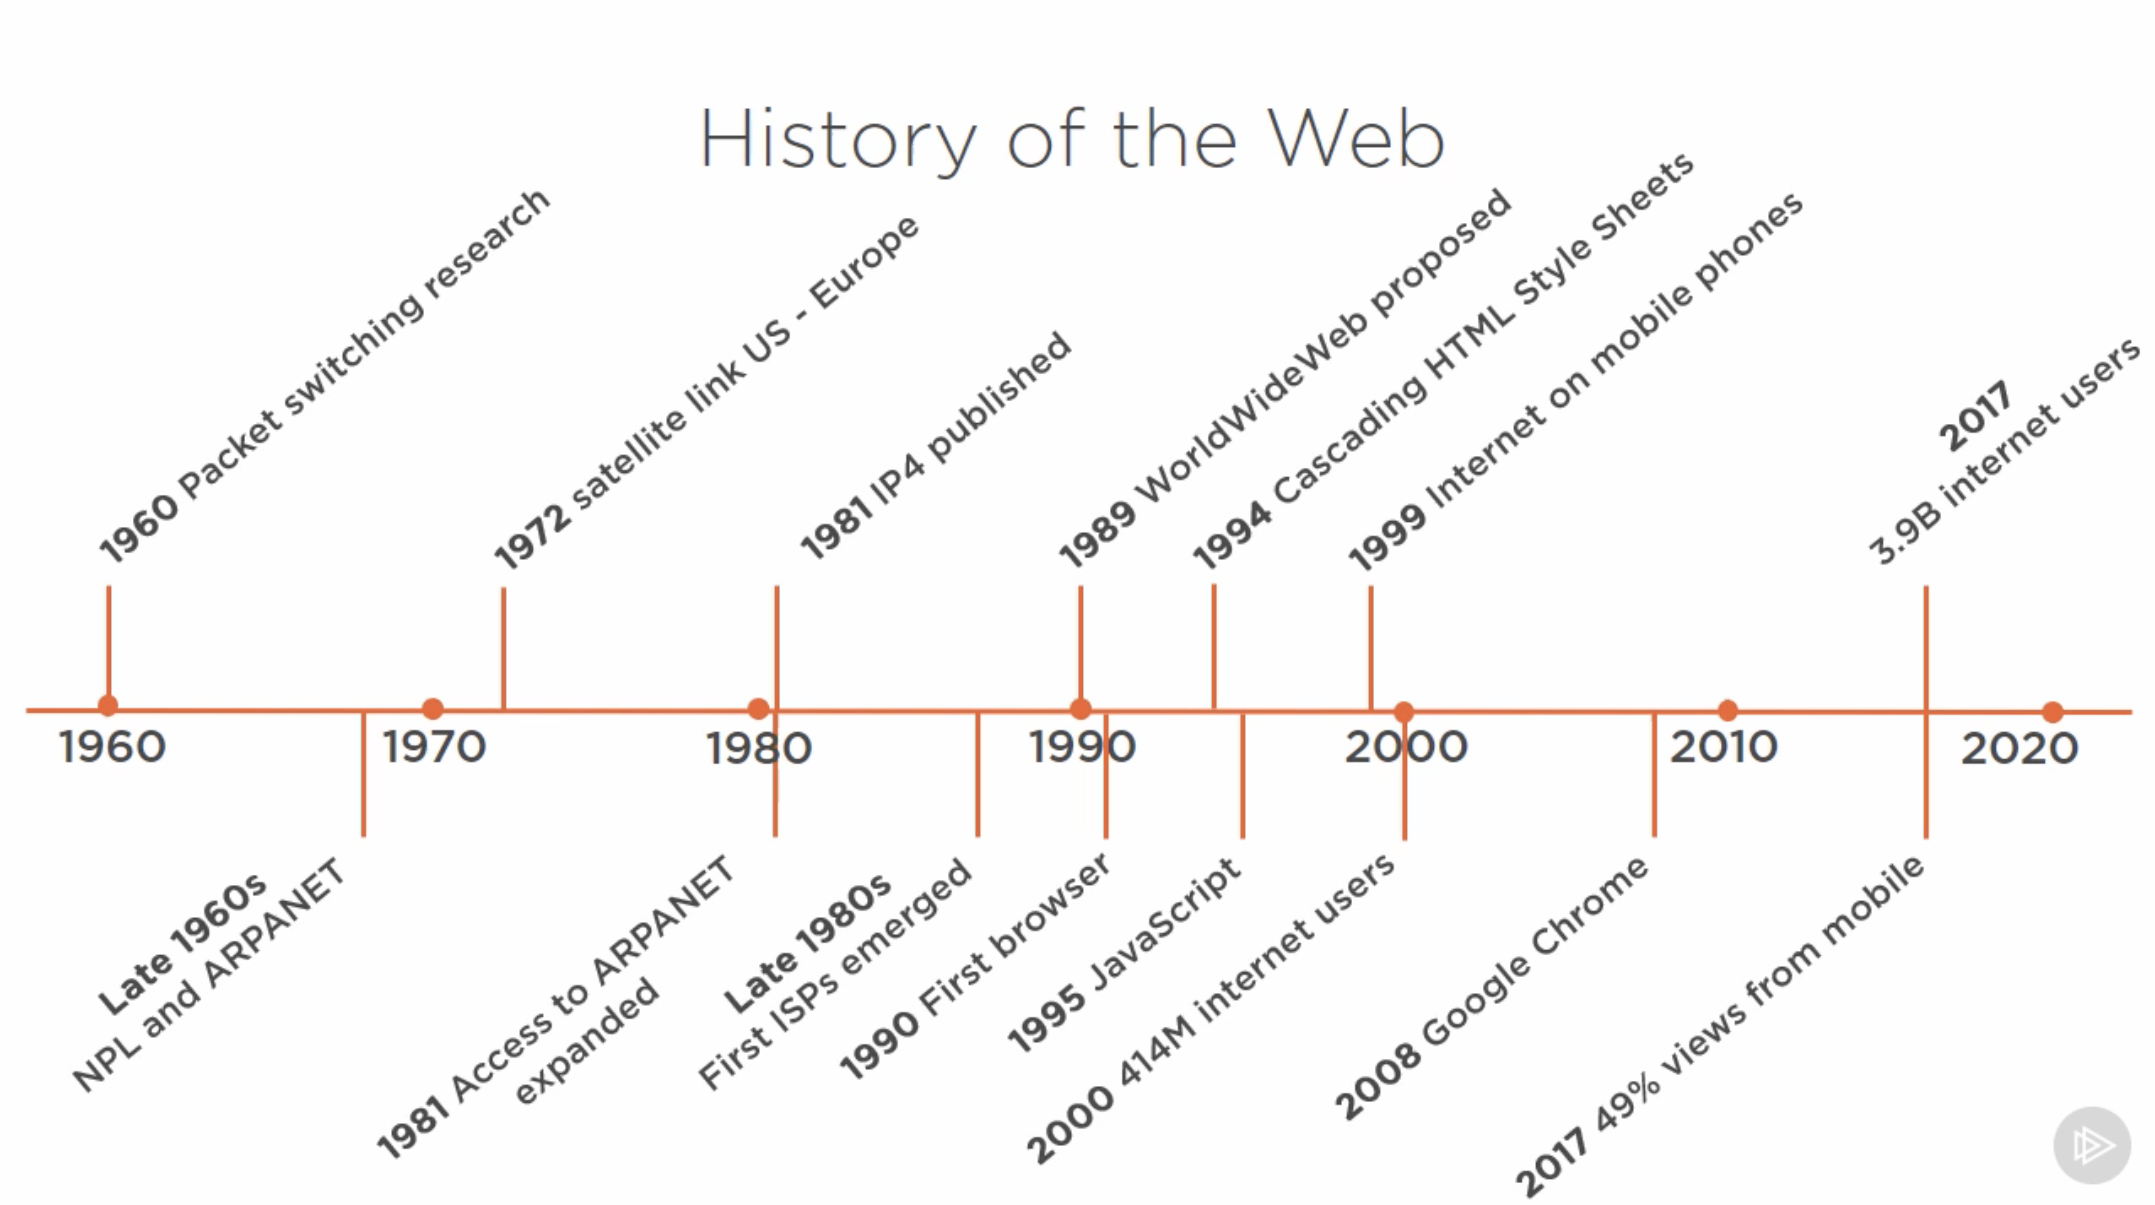 History of the Web
1960 Packet switching research
1972 satellite link US - Europe
1981 IP4 published
1989 WorldWideWeb proposed
1994 Cascading HTML Style Sheets
1999 Internet on mobile phones
2017
3.9B internet users
1960
1970
1980
1990
2000
2010
2020
Late 1960s
NPL and ARPANET
1981 Access to ARPANET
expanded
Late 1980s
First ISPs emerged
1990 First browser
1995 JavaScript
2000 414M internet users
2008 Google Chrome
2017 49% views from mobile